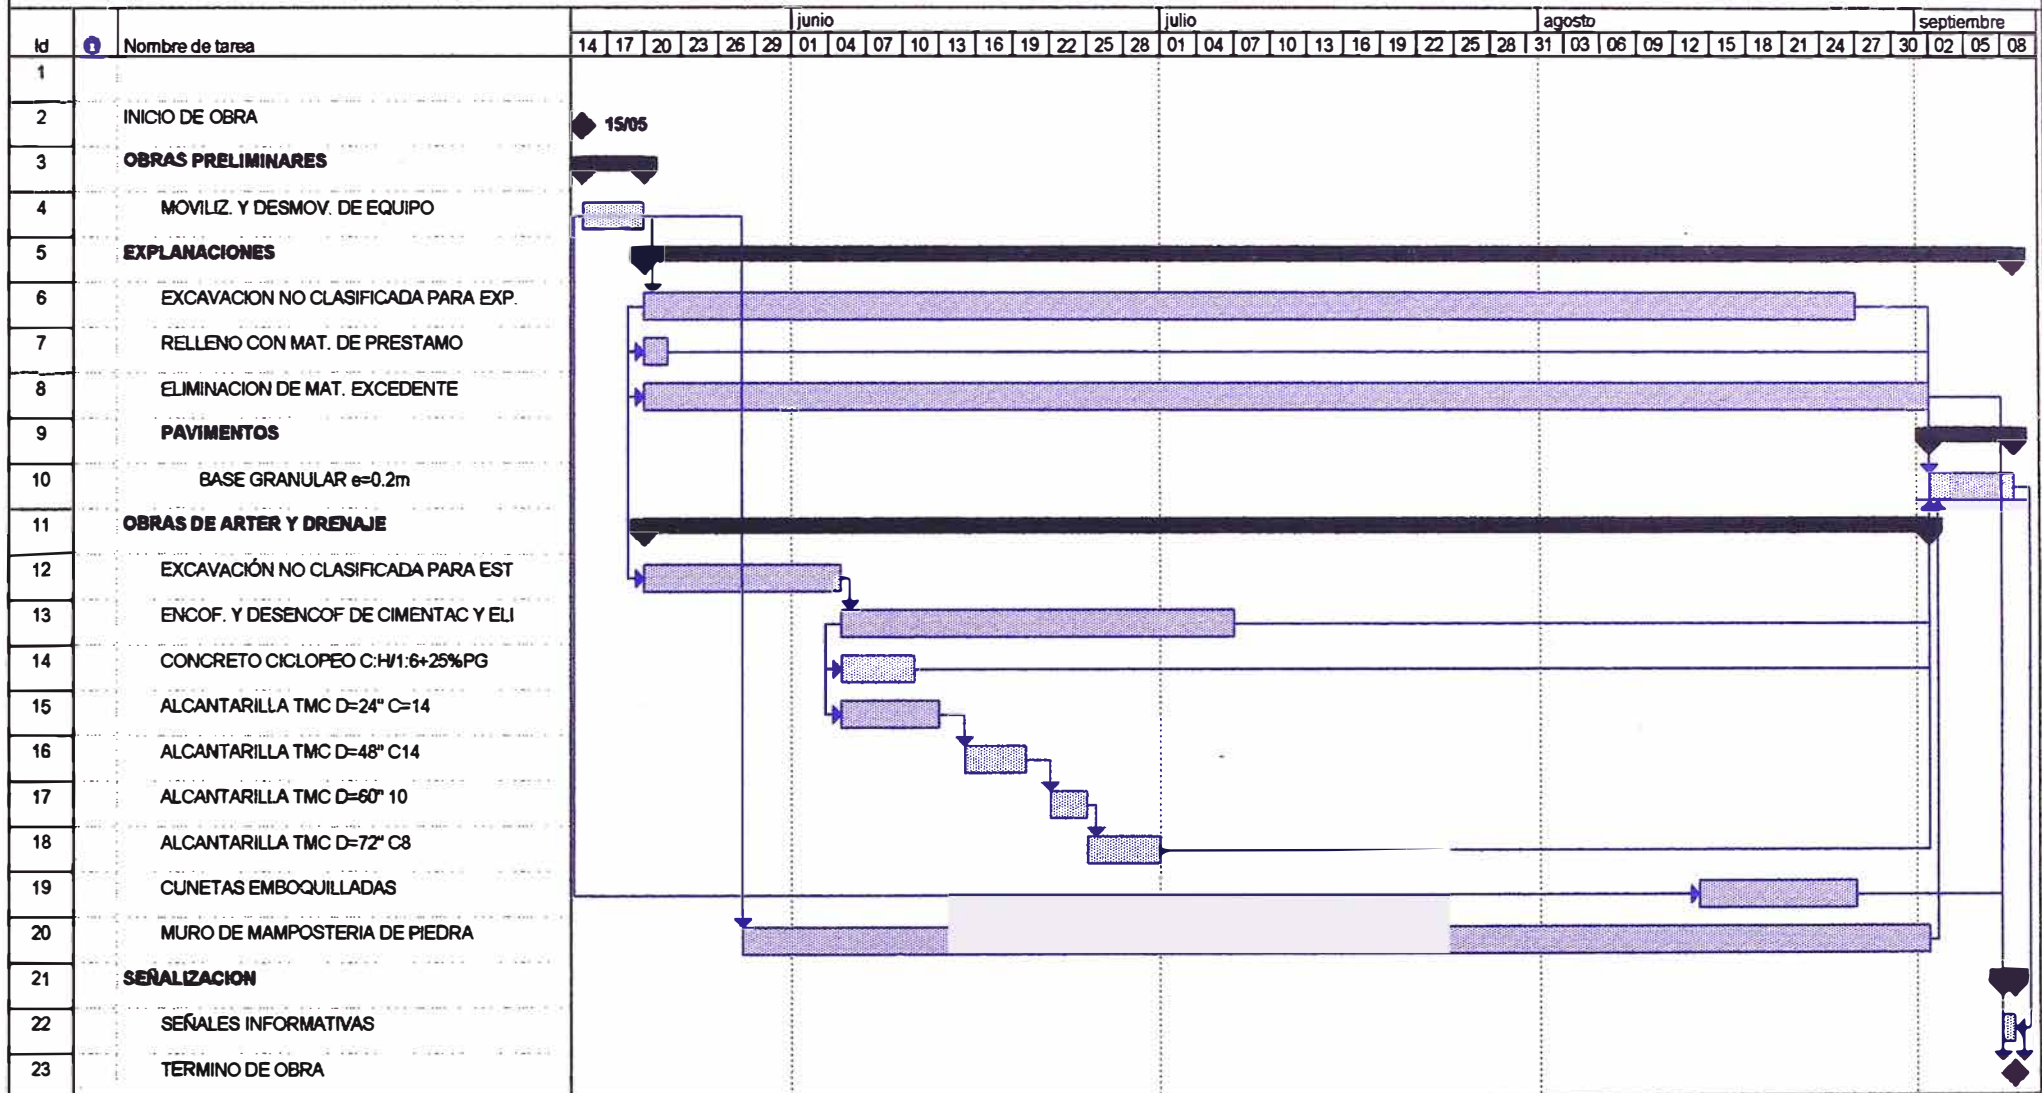 junio julio agosto septiembre
Id Nombre de tarea 14 17 20 23 26 29 01 04 07 10 13 16 19 22 25 28 01 04 07 10 13 16 19 22 25 28 31 03 06 09 12 15 18 21 24 27 30 02 05 08
1
2 INICIO DE OBRA 15/05
3 OBRAS PRELIMINARES
4 MOVILIZ. Y DESMOV. DE EQUIPO
5 EXPLANACIONES
6 EXCAVACION NO CLASIFICADA PARA EXP.
7 RELLENO CON MAT. DE PRESTAMO
8 ELIMINACION DE MAT. EXCEDENTE
9 PAVIMENTOS
10 BASE GRANULAR e=0.2m
11 OBRAS DE ARTER Y DRENAJE
12 EXCAVACIÓN NO CLASIFICADA PARA EST
13 ENCOF. Y DESENCOF DE CIMENTAC Y ELI
14 CONCRETO CICLOPEO C:H/1:6+25%PG
15 ALCANTARILLA TMC D=24" C=14
16 ALCANTARILLA TMC D=48" C14
17 ALCANTARILLA TMC D=60" 10
18 ALCANTARILLA TMC D=72" C8
19 CUNETAS EMBOQUILLADAS
20 MURO DE MAMPOSTERIA DE PIEDRA
21 SEÑALIZACION
22 SEÑALES INFORMATIVAS
23 TERMINO DE OBRA